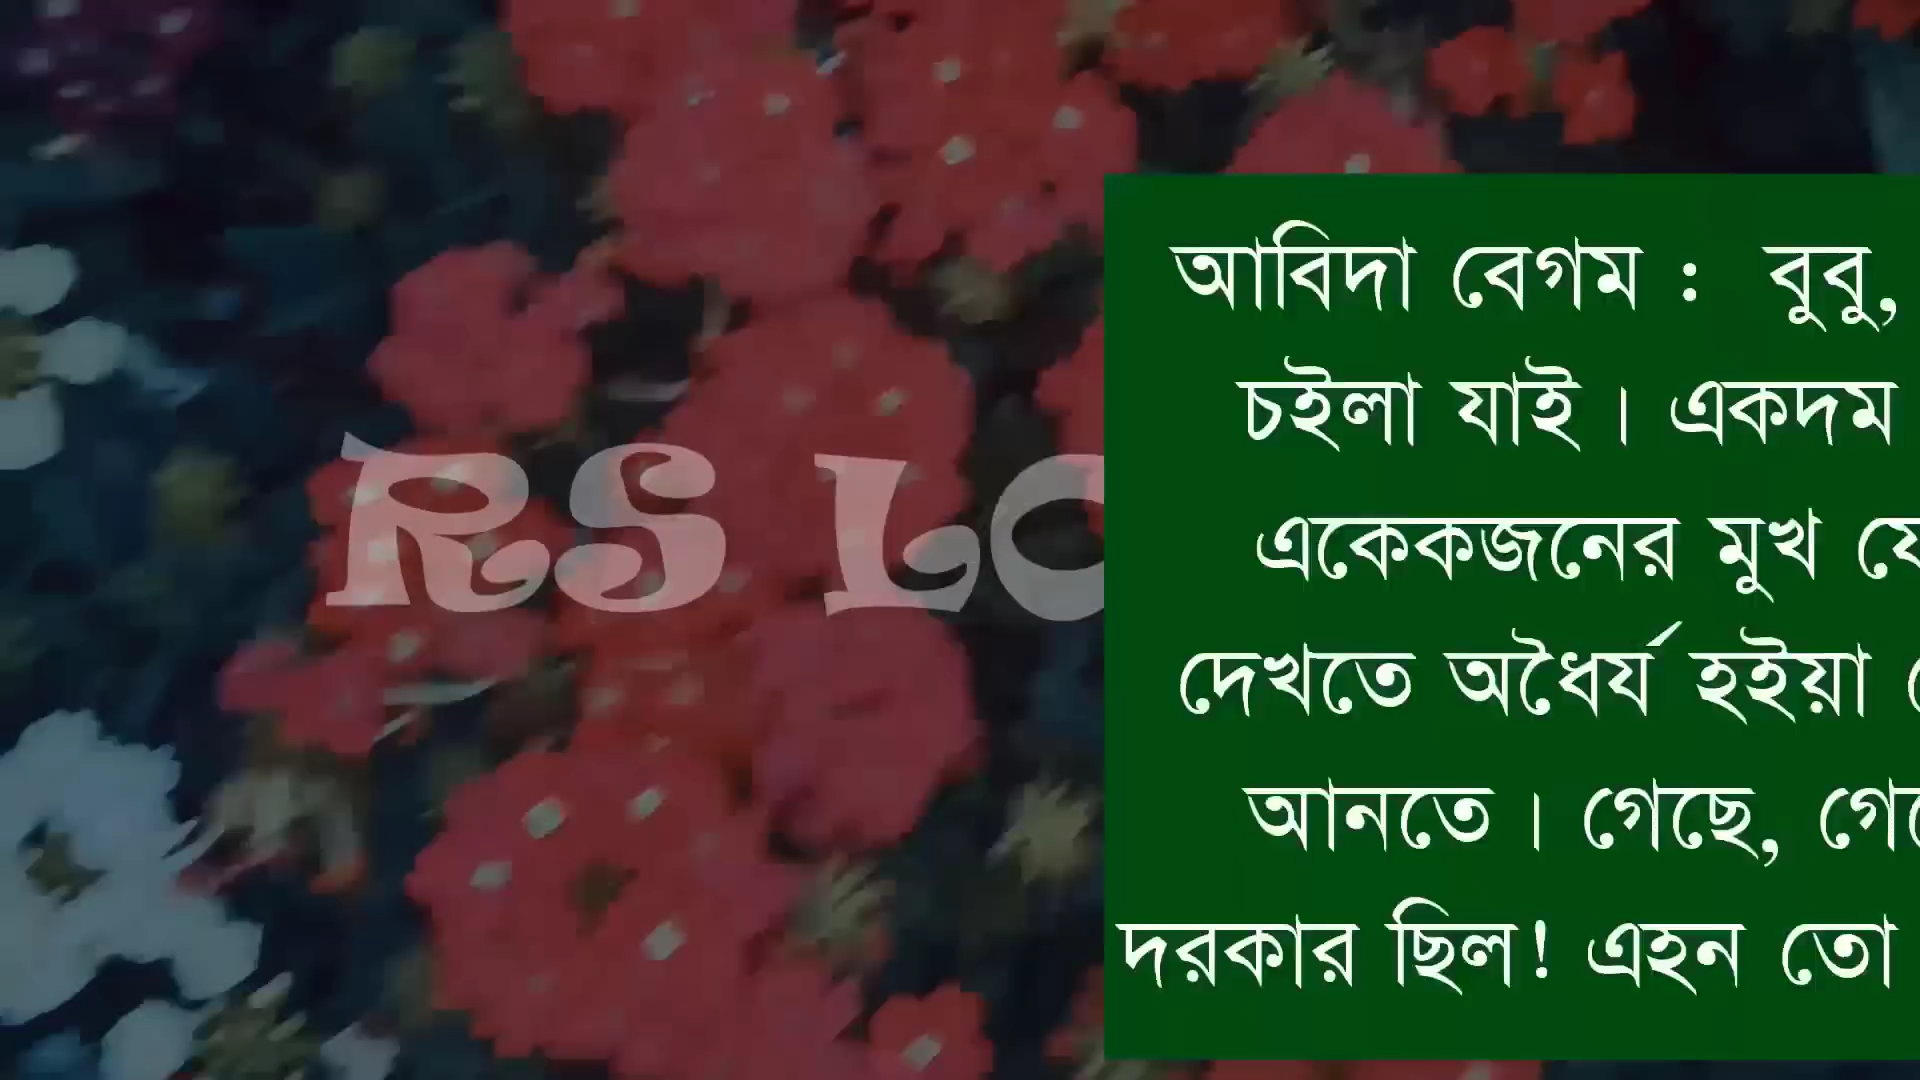 RS LO
আবিদা বেগম : বুবু,
চইলা যাই। একদম
একেকজনের মুখ
দেখতে অধৈর্য হইয়া
আনতে। গেছে,
দরকার ছিল! এহন তো